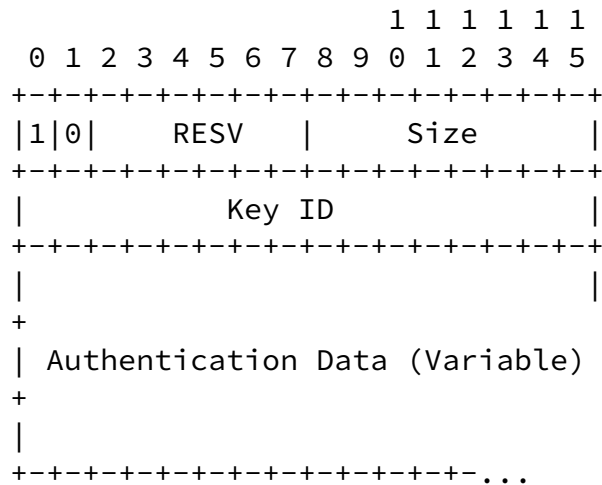 1 1 1 1 1 1
 0 1 2 3 4 5 6 7 8 9 0 1 2 3 4 5
+-+-+-+-+-+-+-+-+-+-+-+-+-+-+-+-+
|1|0|    RESV   |     Size      |
+-+-+-+-+-+-+-+-+-+-+-+-+-+-+-+-+
|           Key ID              |
+-+-+-+-+-+-+-+-+-+-+-+-+-+-+-+-+
|                               |
+
| Authentication Data (Variable)
+
|
+-+-+-+-+-+-+-+-+-+-+-+-+-...